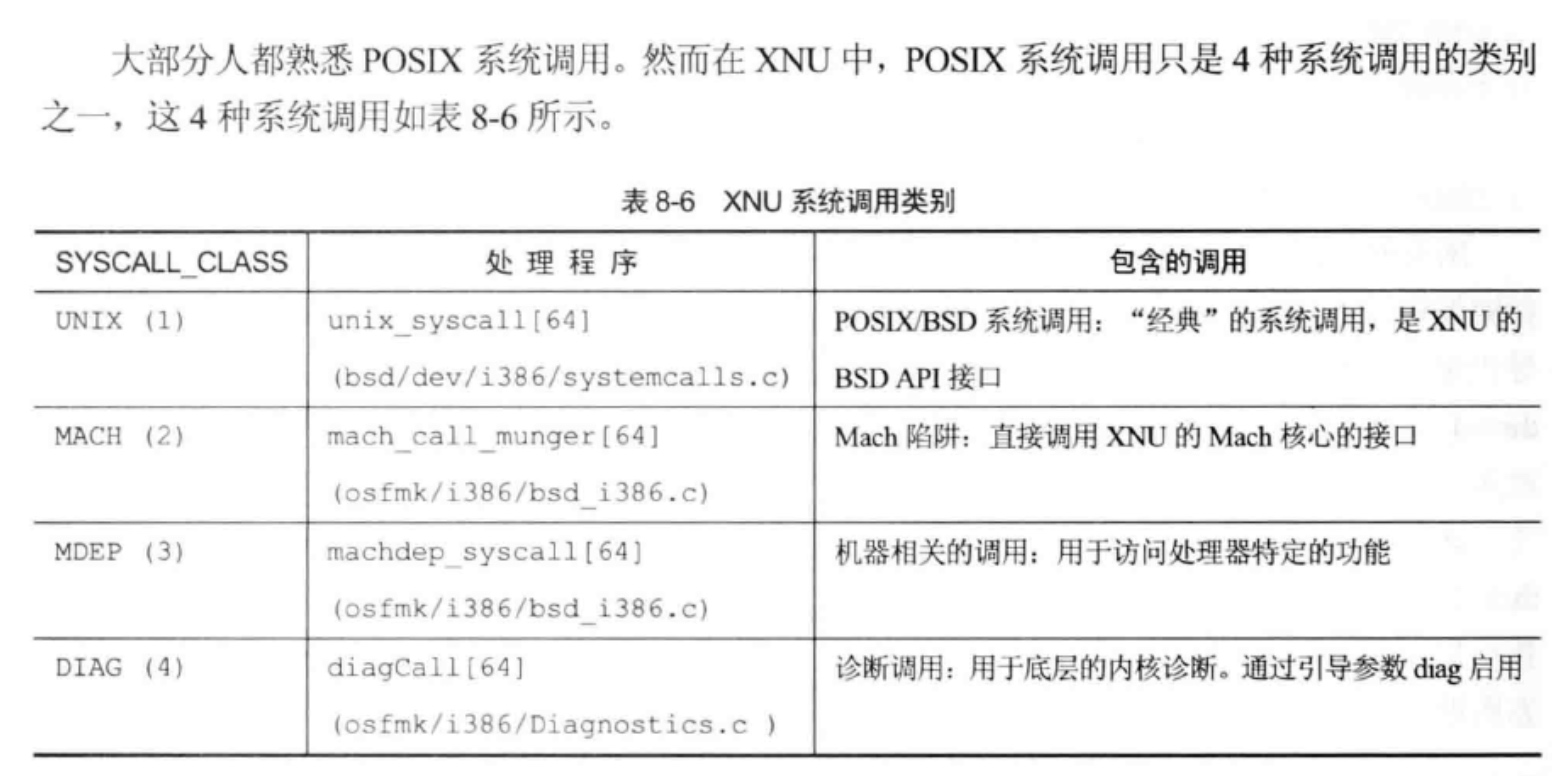 大部分人都熟悉 POSIX 系统调用。然而在 XNU 中，POSIX 系统调用只是 4 种系统调用的类别
之一，这 4 种系统调用如表 8-6 所示。
表 8-6 XNU 系统调用类别
SYSCALL_CLASS 处 理 程 序 包含的调用
UNIX (1) unix_syscall[64] POSIX/BSD 系统调用：“经典”的系统调用，是 XNU 的
(bsd/dev/i386/systemcalls.c) BSD API 接口
MACH (2) mach_call_munger[64] Mach 陷阱：直接调用 XNU 的 Mach 核心的接口
(osfmk/i386/bsd_i386.c)
MDEP (3) machdep_syscall[64] 机器相关的调用：用于访问处理器特定的功能
(osfmk/i386/bsd_i386.c)
DIAG (4) diagCall[64] 诊断调用：用于底层的内核诊断。通过引导参数 diag 启用
(osfmk/i386/Diagnostics.c )